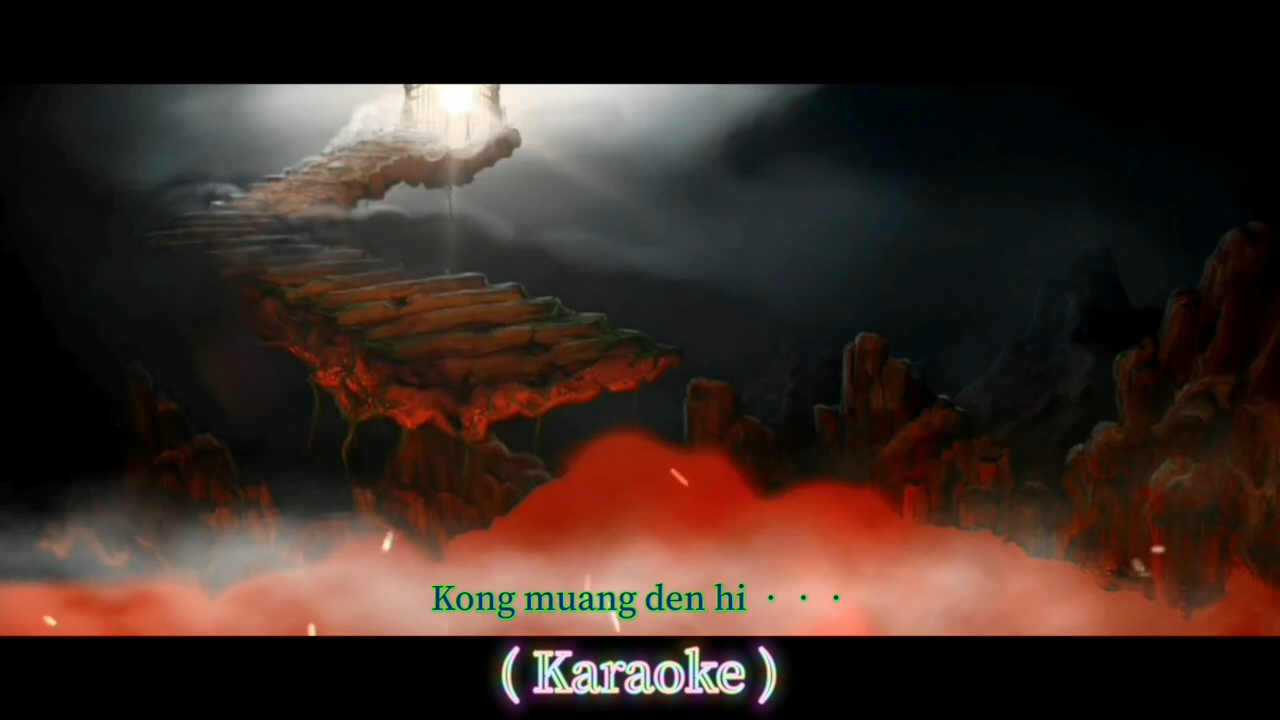 Kong muang den hi · · ·
( Karaoke )